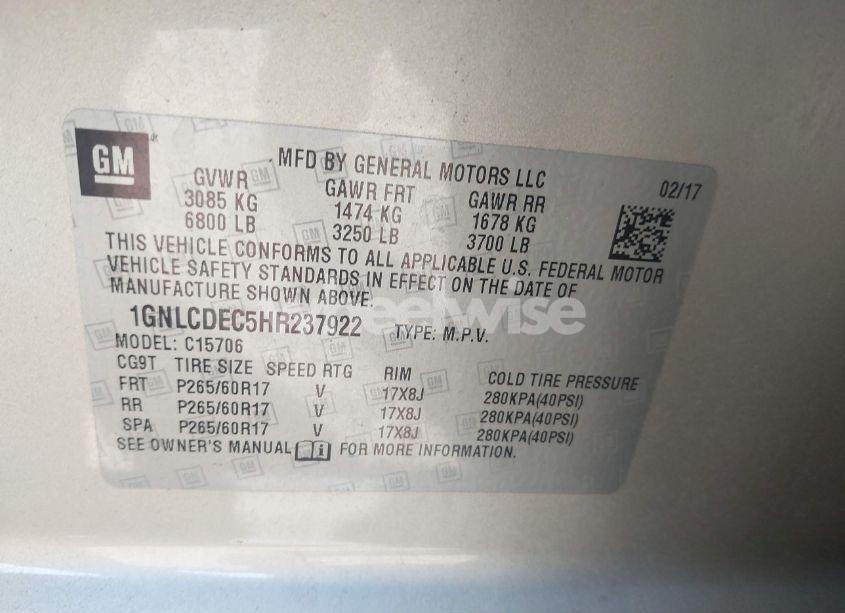 GM
MFD BY GENERAL MOTORS LLC
02/17
GVWR GAWR FRT GAWR RR
3085 KG 1474 KG 1678 KG
6800 LB 3250 LB 3700 LB
THIS VEHICLE CONFORMS TO ALL APPLICABLE U.S. FEDERAL MOTOR
VEHICLE SAFETY STANDARDS IN EFFECT ON THE DATE OF
MANUFACTURE SHOWN ABOVE.
1GNLCDEC5HR237922 TYPE: M.P.V.
MODEL: C15706
CG9T TIRE SIZE SPEED RTG RIM COLD TIRE PRESSURE
FRT P265/60R17 V 17X8J 280KPA(40PSI)
RR P265/60R17 V 17X8J 280KPA(40PSI)
SPA P265/60R17 V 17X8J 280KPA(40PSI)
SEE OWNER'S MANUAL FOR MORE INFORMATION.